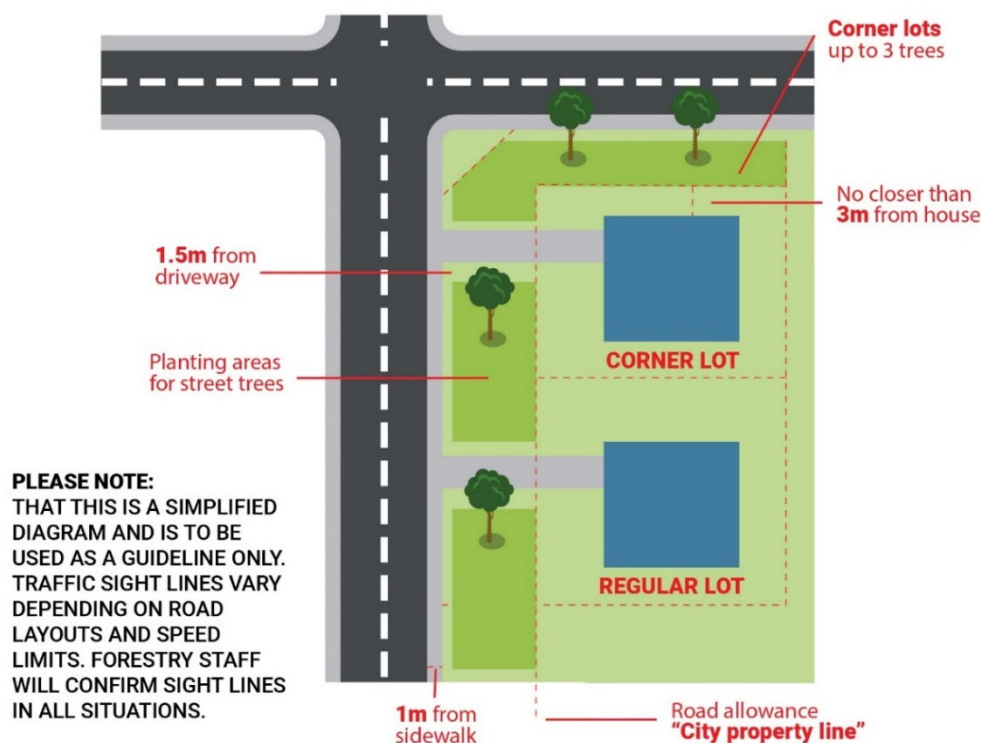 Corner lots
up to 3 trees
No closer than
3m from house
1.5m from
driveway
Planting areas
for street trees
CORNER LOT
PLEASE NOTE:
THAT THIS IS A SIMPLIFIED
DIAGRAM AND IS TO BE
USED AS A GUIDELINE ONLY.
TRAFFIC SIGHT LINES VARY
DEPENDING ON ROAD
LAYOUTS AND SPEED
LIMITS. FORESTRY STAFF
WILL CONFIRM SIGHT LINES
IN ALL SITUATIONS.
REGULAR LOT
1m from
sidewalk
Road allowance
“City property line”